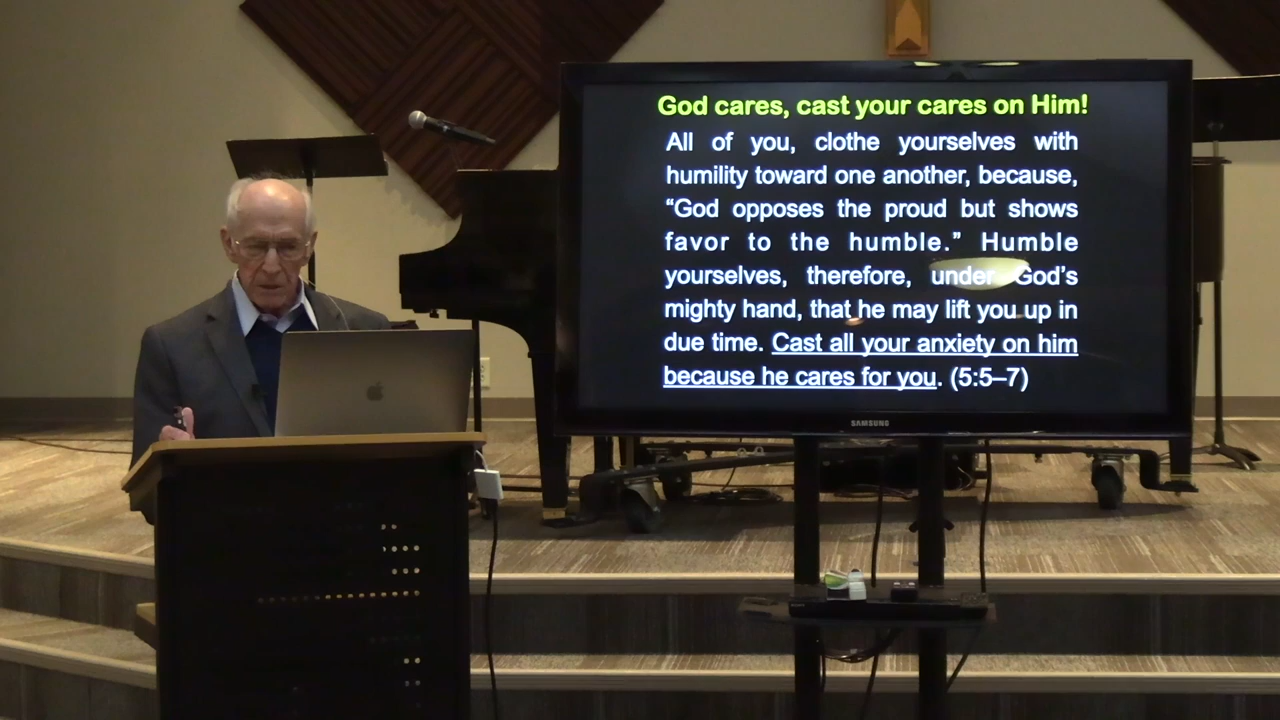 God cares, cast your cares on Him!
All of you, clothe yourselves with
humility toward one another, because,
“God opposes the proud but shows
favor to the humble.” Humble
yourselves, therefore, under God’s
mighty hand, that he may lift you up in
due time. Cast all your anxiety on him
because he cares for you. (5:5–7)
SAMSUNG